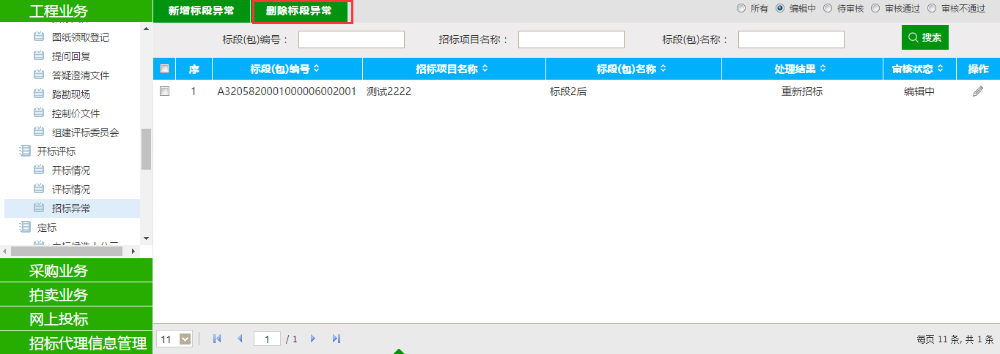 工程业务
图纸领取登记
提问回复
答疑澄清文件
踏勘现场
控制价文件
组建评标委员会
开标评标
开标情况
评标情况
招标异常
定标
采购业务
拍卖业务
网上投标
招标代理信息管理
新增标段异常 删除标段异常 所有 编辑中 待审核 审核通过 审核不通过
标段(包)编号： 招标项目名称： 标段(包)名称： 搜索
序 标段(包)编号 招标项目名称 标段(包)名称 处理结果 审核状态 操作
1 A3205820001000006002001 测试2222 标段2后 重新招标 编辑中
11 1 / 1 每页 11 条, 共 1 条